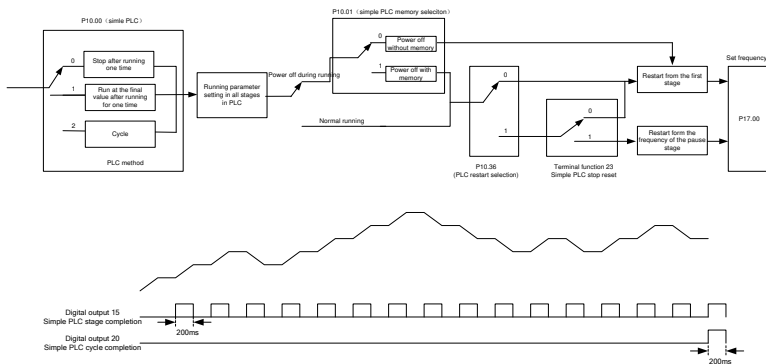 P10.00（simle PLC）
0
Stop after running
one time
1
Run at the final
value after running
for one time
2
Cycle
PLC method
Running parameter
setting in all stages
in PLC
Power off during running
P10.01（simple PLC memory seleciton）
0
Power off
without memory
1
Power off with
memory
Normal running
0
1
P10.36
(PLC restart selection)
0
1
Terminal function 23
Simple PLC stop reset
Restart from the first
stage
Restart form the
frequency of the pause
stage
Set frequency
P17.00
Digital output 15
Simple PLC stage completion
200ms
Digital output 20
Simple PLC cycle completion
200ms